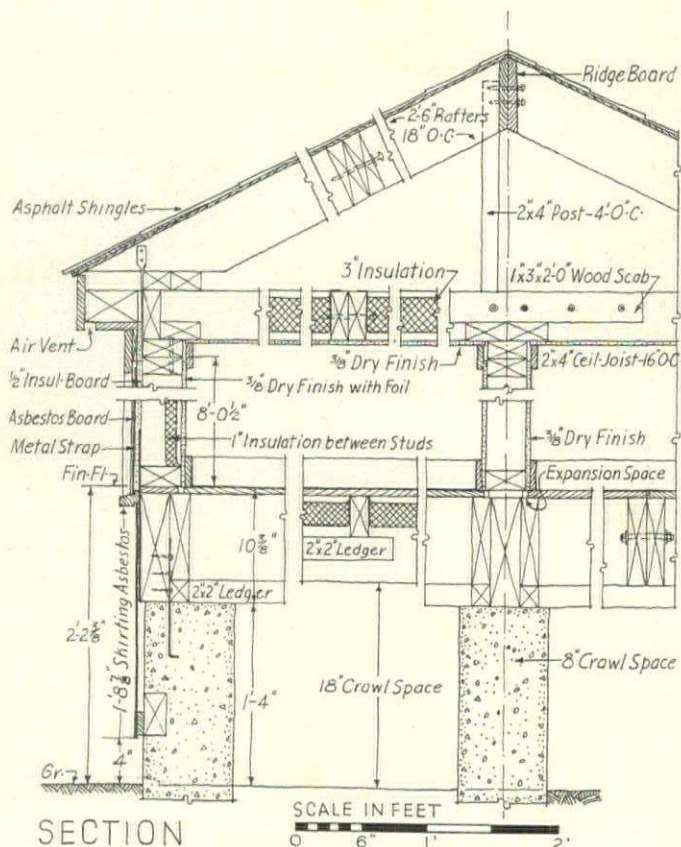 Ridge Board
2'-6" Rafters
18" O·C
Asphalt Shingles
2"x4" Post-4'-0"·C·
3" Insulation
1"x3"x2'-0" Wood Scab
Air Vent
3/8" Dry Finish
2"x4" Ceil·Joist-16"O·C
1/2" Insul·Board
3/8" Dry Finish with Foil
8'-0 1/2"
Asbestos Board
Metal Strap
1" Insulation between Studs
3/8" Dry Finish
Fin·Fl·
Expansion Space
10 3/8"
2"x2" Ledger
2"x2" Ledger
2'-2 3/8"
1'-8 3/8" Shirting Asbestos
18" Crawl Space
8" Crawl Space
1'-4"
4"
Gr.
SECTION
SCALE IN FEET
0 6" 1' 2'